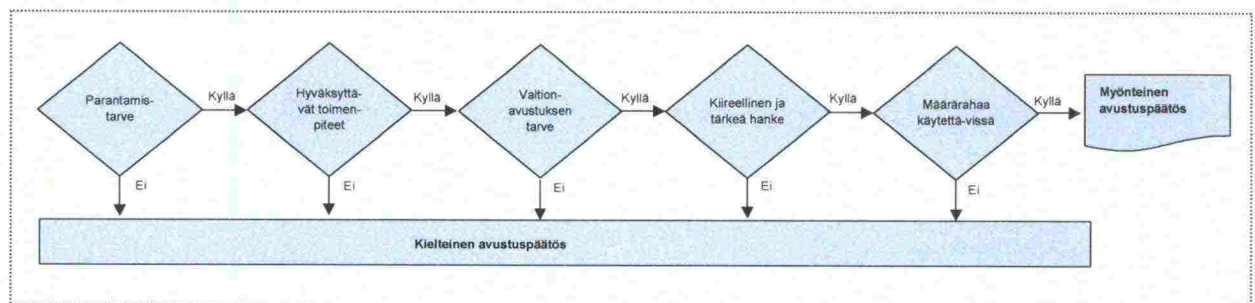 Parantamis-
tarve
Kyllä
Hyväksyttä-
vät toimen-
piteet
Kyllä
Valtion-
avustuksen
tarve
Kyllä
Kiireellinen ja
tärkeä hanke
Kyllä
Määrärahaa
käytettä-vissä
Kyllä
Myönteinen
avustuspäätös
Ei
Ei
Ei
Ei
Ei
Kielteinen avustuspäätös